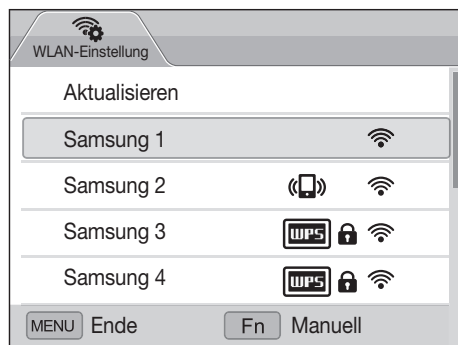 WLAN-Einstellung
Aktualisieren
Samsung 1
Samsung 2
Samsung 3 WPS
Samsung 4 WPS
MENU Ende Fn Manuell